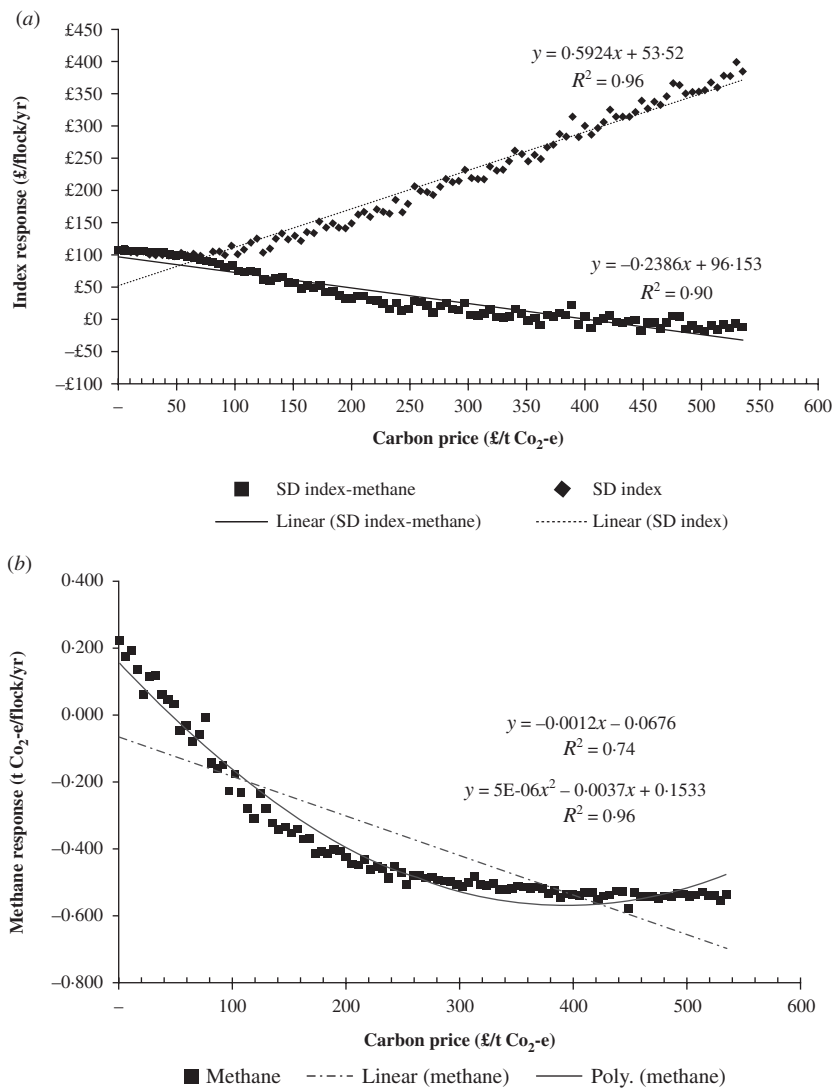 (a)
£450
£400
£350
£300
£250
£200
£150
£100
£50
£0
–£50
–£100
Index response (£/flock/yr)
y = 0·5924x + 53·52
R² = 0·96
y = –0·2386x + 96·153
R² = 0·90
– 50 100 150 200 250 300 350 400 450 500 550 600
Carbon price (£/t Co₂-e)
SD index-methane SD index
Linear (SD index-methane) Linear (SD index)
(b)
0·400
0·200
0·000
–0·200
–0·400
–0·600
–0·800
Methane response (t Co₂-e/flock/yr)
y = –0·0012x – 0·0676
R² = 0·74
y = 5E-06x² – 0·0037x + 0·1533
R² = 0·96
– 100 200 300 400 500 600
Carbon price (£/t Co₂-e)
Methane Linear (methane) Poly. (methane)